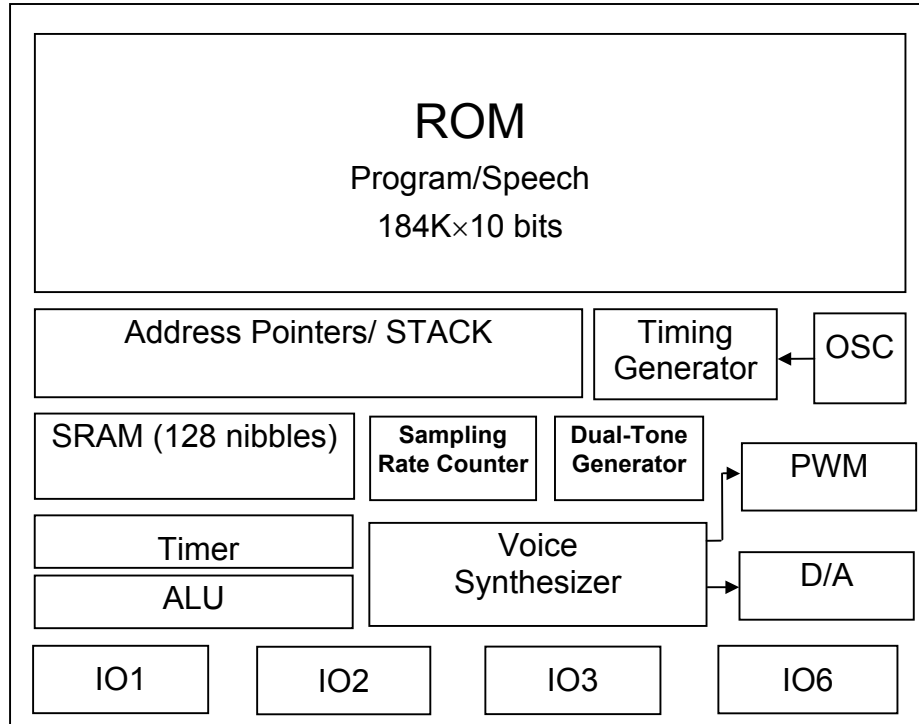 ROM
Program/Speech
184K×10 bits
Address Pointers/ STACK
Timing
Generator
OSC
SRAM (128 nibbles)
Sampling
Rate Counter
Dual-Tone
Generator
PWM
Timer
Voice
Synthesizer
D/A
ALU
IO1
IO2
IO3
IO6